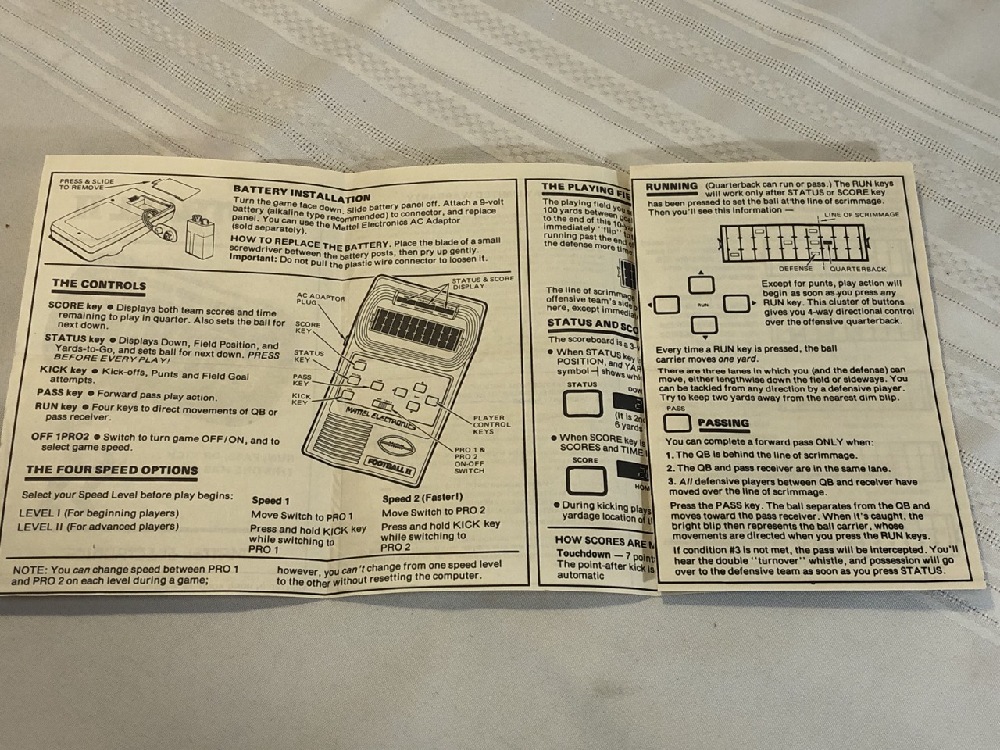 PRESS & SLIDE
TO REMOVE
BATTERY INSTALLATION
Turn the game face down. Slide battery panel off. Attach a 9-volt
battery (alkaline type recommended) to connector, and replace
panel. You can use the Mattel Electronics AC Adaptor
(sold separately).
HOW TO REPLACE THE BATTERY. Place the blade of a small
screwdriver between the battery posts, then pry up gently.
Important: Do not pull the plastic wire connector to loosen it.
THE CONTROLS
SCORE key ● Displays both team scores and time
remaining to play in quarter. Also sets the ball for
next down.
STATUS key ● Displays Down, Field Position, and
Yards-to-Go, and sets ball for next down. PRESS
BEFORE EVERY PLAY!
KICK key ● Kick-offs, Punts and Field Goal
attempts.
PASS key ● Forward pass play action.
RUN key ● Four keys to direct movements of QB or
pass receiver.
OFF 1PRO2 ● Switch to turn game OFF/ON, and to
select game speed.
STATUS & SCORE
DISPLAY
AC ADAPTOR
PLUG
SCORE
KEY
STATUS
KEY
PASS
KEY
KICK
KEY
MATTEL ELECTRONICS
FOOTBALL II
PLAYER
CONTROL
KEYS
PRO 1 &
PRO 2
ON-OFF
SWITCH
THE FOUR SPEED OPTIONS
Select your Speed Level before play begins:
LEVEL I (For beginning players)
LEVEL II (For advanced players)
Speed 1
Move Switch to PRO 1
Press and hold KICK key
while switching to
PRO 1
Speed 2 (Faster!)
Move Switch to PRO 2
Press and hold KICK key
while switching to
PRO 2
NOTE: You can change speed between PRO 1
and PRO 2 on each level during a game;
however, you can't change from one speed level
to the other without resetting the computer.
THE PLAYING FIE
The playing field you s
100 yards between
to the end of this 10-
immediately "flip" to
running past the end of
the defense more time
The line of scrimmag
offensive team's side
here, except immedia
STATUS AND SCO
The scoreboard is a 3-
● When STATUS key is
POSITION, and YAR
symbol ⊣ shows whi
STATUS
DOW
(It is 2n
6 yards
● When SCORE key is
SCORES and TIME
SCORE
HOM
● During kicking plays
yardage location of
HOW SCORES ARE M
Touchdown — 7 point
The point-after kick is
automatic
RUNNING (Quarterback can run or pass.) The RUN keys
will work only after STATUS or SCORE key
has been pressed to set the ball at the line of scrimmage.
Then you'll see this information —
LINE OF SCRIMMAGE
DEFENSE
QUARTERBACK
RUN
Except for punts, play action will
begin as soon as you press any
RUN key. This cluster of buttons
gives you 4-way directional control
over the offensive quarterback.
Every time a RUN key is pressed, the ball
carrier moves one yard.
There are three lanes in which you (and the defense) can
move, either lengthwise down the field or sideways. You
can be tackled from any direction by a defensive player.
Try to keep two yards away from the nearest dim blip.
PASS
PASSING
You can complete a forward pass ONLY when:
1. The QB is behind the line of scrimmage.
2. The QB and pass receiver are in the same lane.
3. All defensive players between QB and receiver have
moved over the line of scrimmage.
Press the PASS key. The ball separates from the QB and
moves toward the pass receiver. When it's caught, the
bright blip then represents the ball carrier, whose
movements are directed when you press the RUN keys.
If condition #3 is not met, the pass will be intercepted. You'll
hear the double "turnover" whistle, and possession will go
over to the defensive team as soon as you press STATUS.